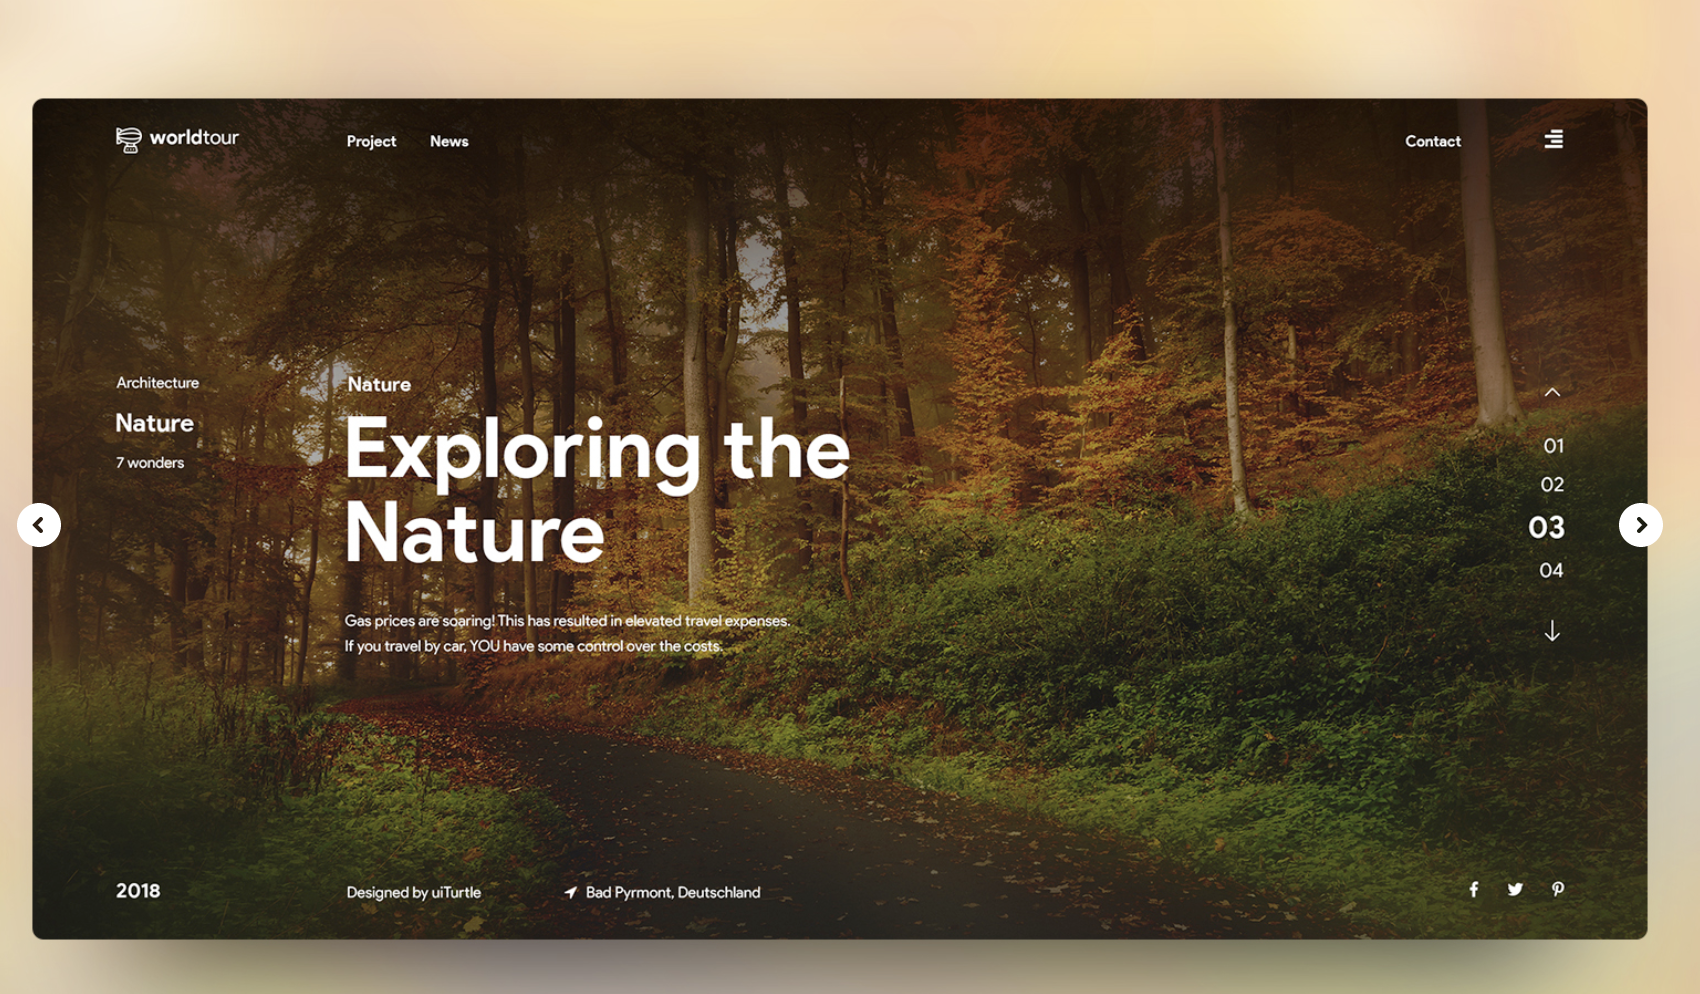 worldtour
Project
News
Contact
Architecture
Nature
7 wonders
Nature
Exploring the
Nature
Gas prices are soaring! This has resulted in elevated travel expenses.
If you travel by car, YOU have some control over the costs.
01
02
03
04
2018
Designed by uiTurtle
Bad Pyrmont, Deutschland